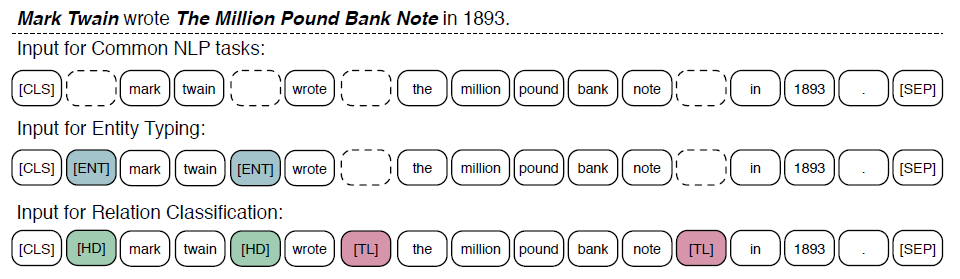 Mark Twain wrote The Million Pound Bank Note in 1893.
Input for Common NLP tasks:
[CLS] mark twain wrote the million pound bank note in 1893 . [SEP]
Input for Entity Typing:
[CLS] [ENT] mark twain [ENT] wrote the million pound bank note in 1893 . [SEP]
Input for Relation Classification:
[CLS] [HD] mark twain [HD] wrote [TL] the million pound bank note [TL] in 1893 . [SEP]